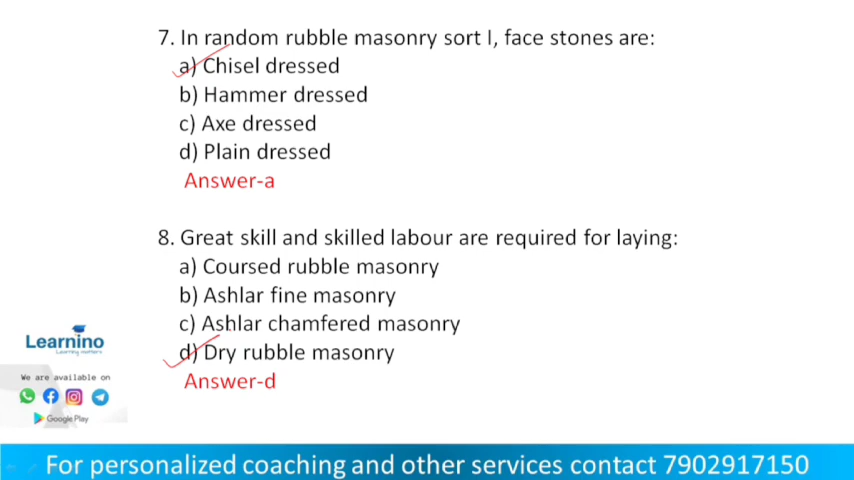 7. In random rubble masonry sort I, face stones are:
a) Chisel dressed
b) Hammer dressed
c) Axe dressed
d) Plain dressed
Answer-a
8. Great skill and skilled labour are required for laying:
a) Coursed rubble masonry
b) Ashlar fine masonry
c) Ashlar chamfered masonry
d) Dry rubble masonry
Answer-d
Learnino
Learning matters
We are available on
Google Play
For personalized coaching and other services contact 7902917150